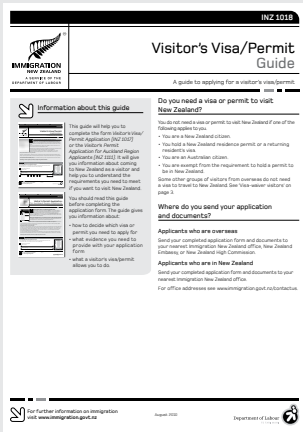 INZ 1018
IMMIGRATION
NEW ZEALAND
A SERVICE OF THE
DEPARTMENT OF LABOUR
Visitor's Visa/Permit
Guide
A guide to applying for a visitor's visa/permit
Information about this guide
This guide will help you to
complete the form Visitor's Visa/
Permit Application (INZ 1017)
or the Visitor's Permit
Application for Auckland Region
Applicants (INZ 1011). It will give
you information about coming
to New Zealand as a visitor and
help you to understand the
requirements you need to meet
if you want to visit New Zealand.
You should read this guide
before completing the
application form. The guide gives
you information about:
• how to decide which visa or
permit you need to apply for
• what evidence you need to
provide with your application
form
• what a visitor's visa/permit
allows you to do.
Do you need a visa or permit to visit
New Zealand?
You do not need a visa or permit to visit New Zealand if one of the
following applies to you.
• You are a New Zealand citizen.
• You hold a New Zealand residence permit or a returning
resident's visa.
• You are an Australian citizen.
• You are exempt from the requirement to hold a permit to
be in New Zealand.
Some other groups of visitors from overseas do not need
a visa to travel to New Zealand. See 'Visa-waiver visitors' on
page 3.
Where do you send your application
and documents?
Applicants who are overseas
Send your completed application form and documents to
your nearest Immigration New Zealand office, New Zealand
Embassy, or New Zealand High Commission.
Applicants who are in New Zealand
Send your completed application form and documents to your
nearest Immigration New Zealand office.
For office addresses see www.immigration.govt.nz/contactus.
For further information on immigration
visit www.immigration.govt.nz
August 2010
Department of Labour